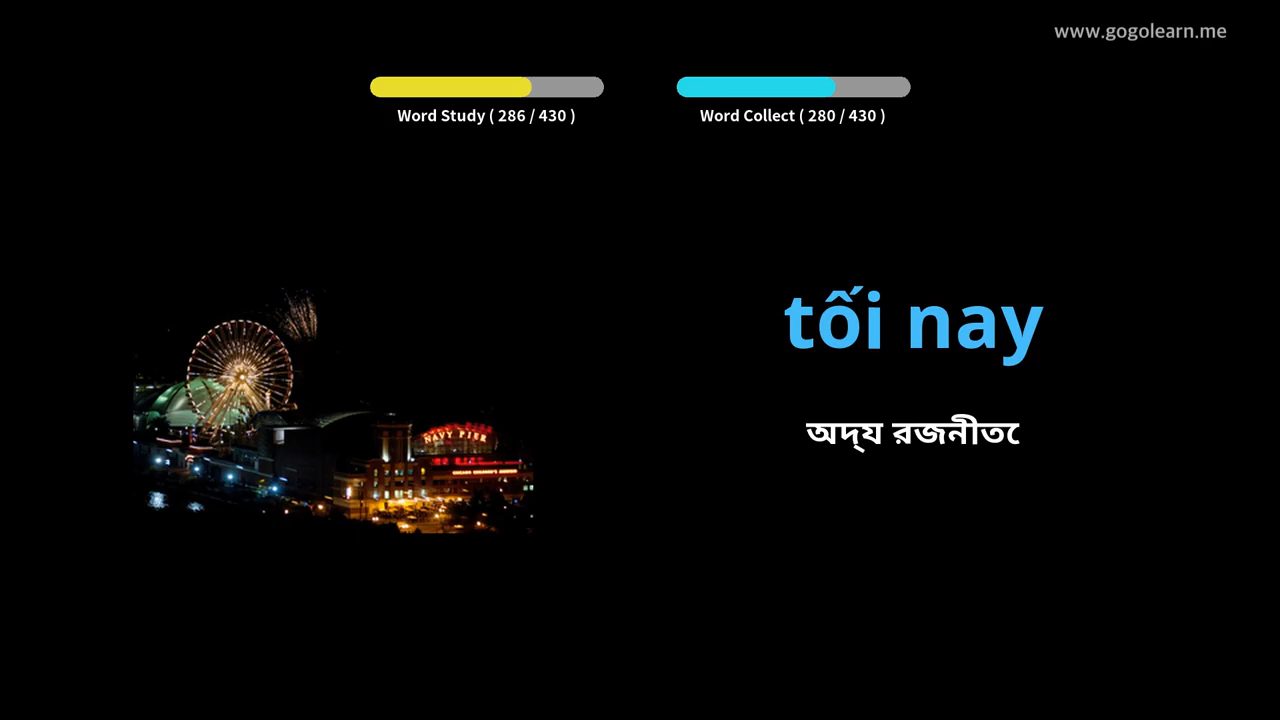 www.gogolearn.me
Word Study ( 286 / 430 )
Word Collect ( 280 / 430 )
tối nay
অদ্য রজনীতে
NAVY PIER